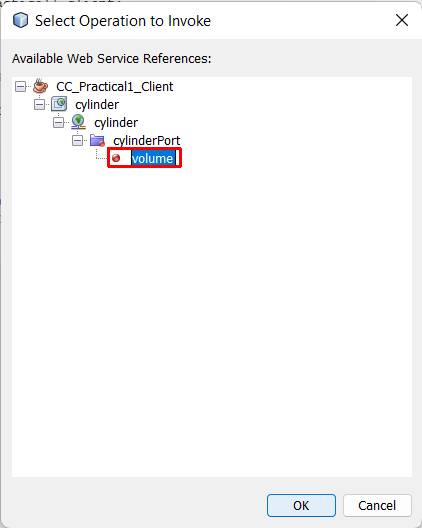 Select Operation to Invoke
Available Web Service References:
CC_Practical1_Client
cylinder
cylinder
cylinderPort
volume
OK
Cancel